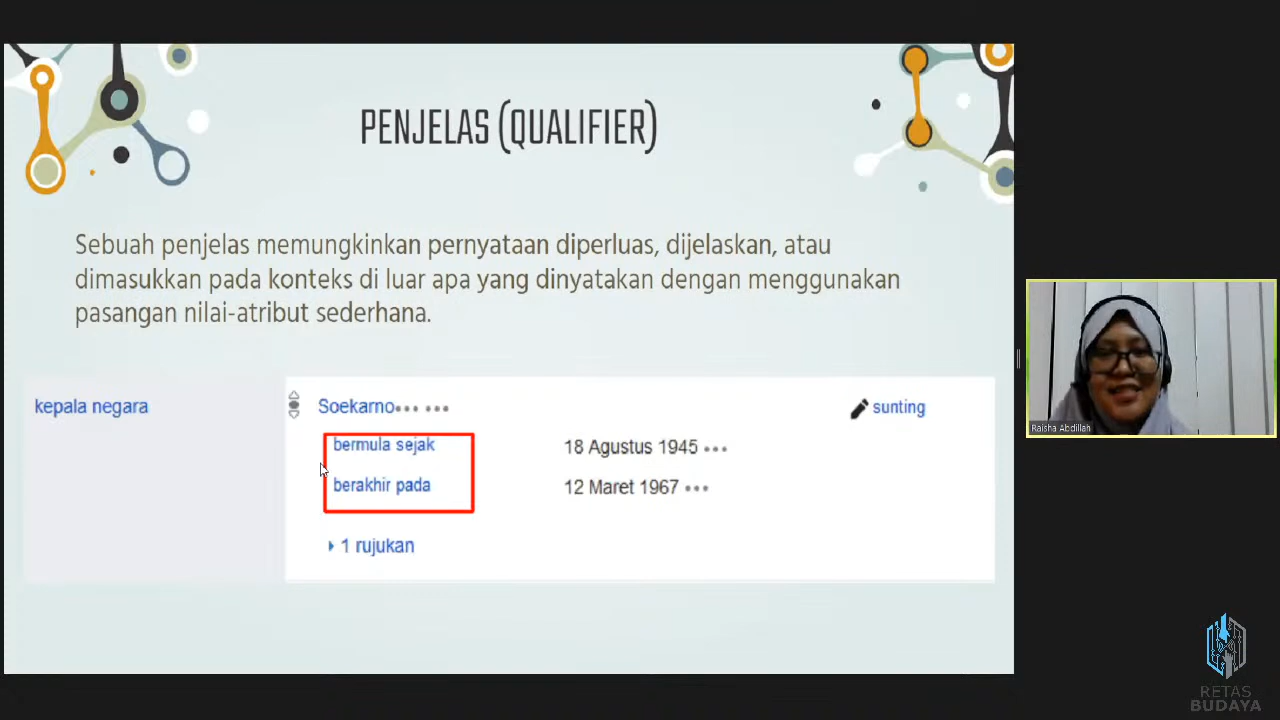 PENJELAS (QUALIFIER)
Sebuah penjelas memungkinkan pernyataan diperluas, dijelaskan, atau
dimasukkan pada konteks di luar apa yang dinyatakan dengan menggunakan
pasangan nilai-atribut sederhana.
kepala negara
Soekarno
sunting
bermula sejak
18 Agustus 1945
berakhir pada
12 Maret 1967
1 rujukan
Raisha Abdillah
RETAS
BUDAYA